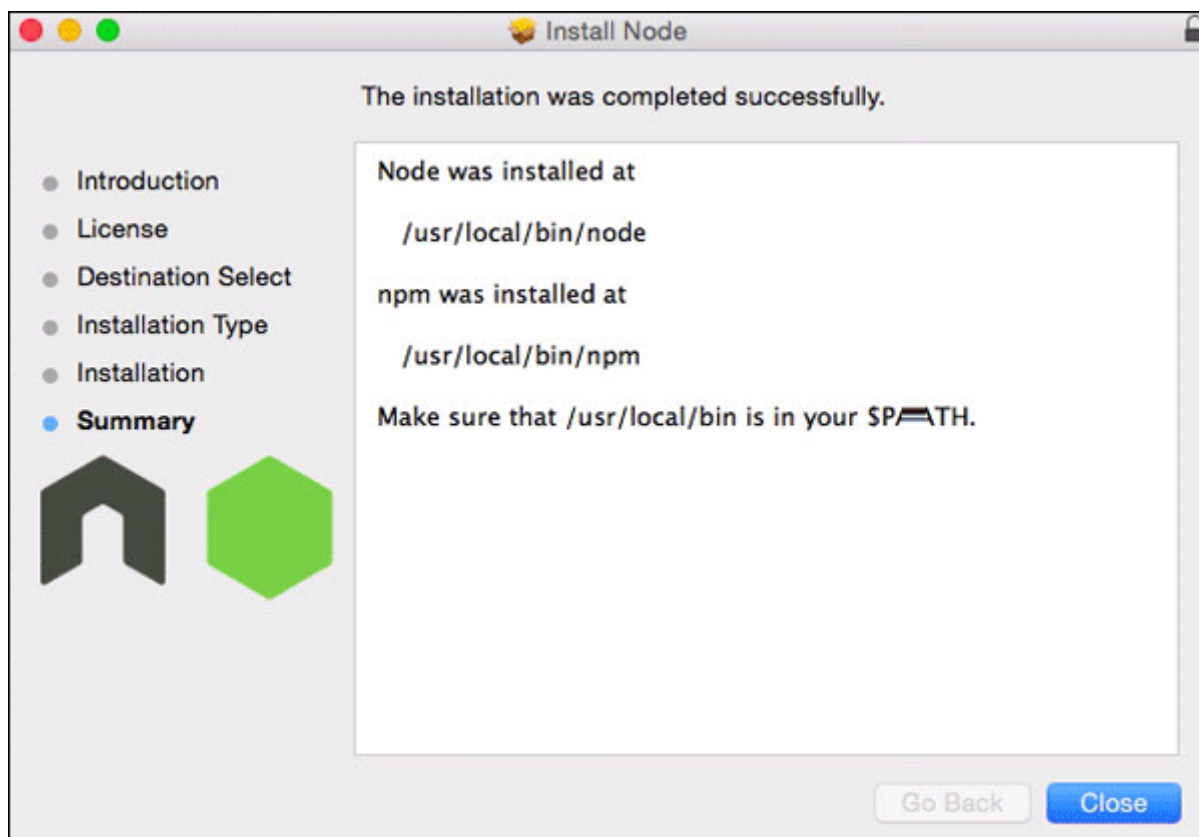 Install Node
The installation was completed successfully.
Introduction
License
Destination Select
Installation Type
Installation
Summary
Node was installed at
/usr/local/bin/node
npm was installed at
/usr/local/bin/npm
Make sure that /usr/local/bin is in your
Go Back
Close